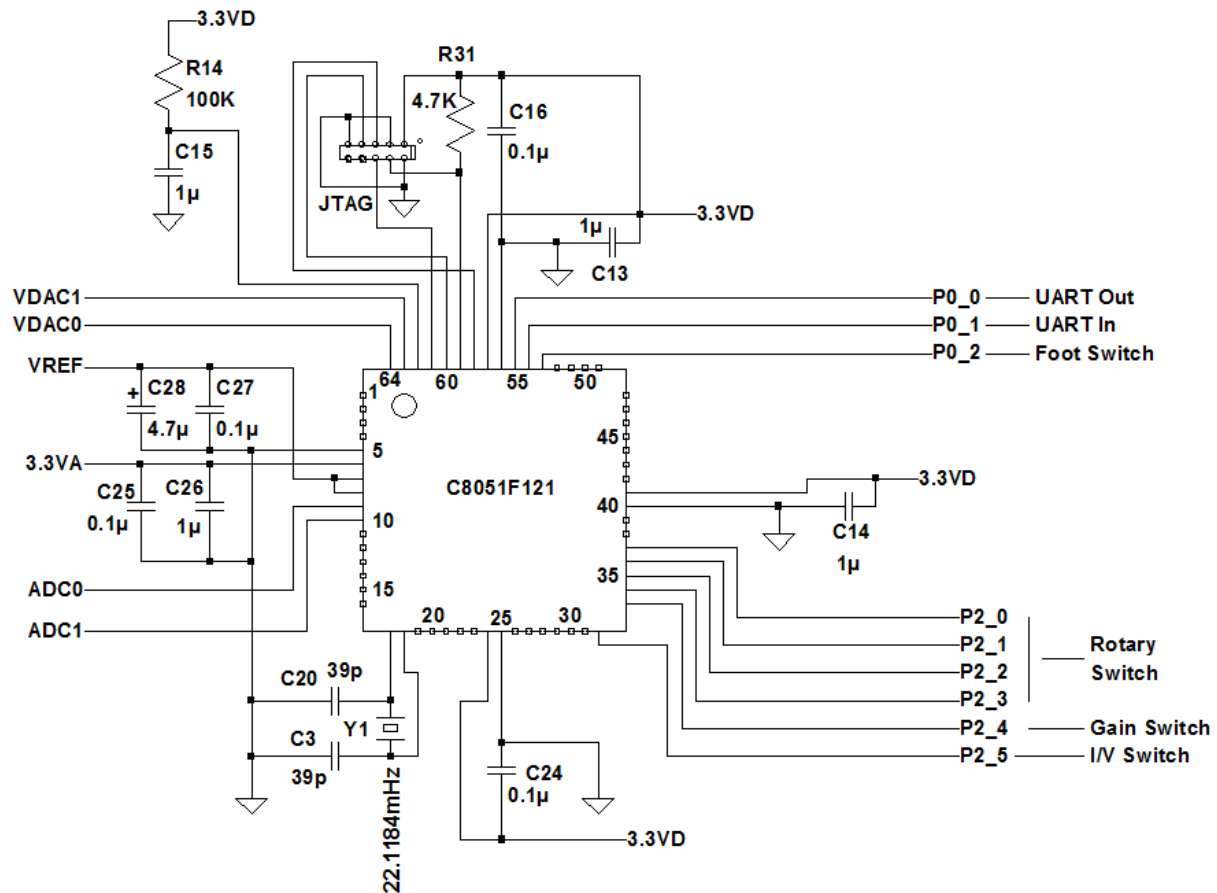 3.3VD
R14
100K
C15
1µ
R31
4.7K
C16
0.1µ
JTAG
3.3VD
1µ
C13
VDAC1
VDAC0
VREF
C28
+
4.7µ
C27
0.1µ
3.3VA
C25
0.1µ
C26
1µ
ADC0
ADC1
64
60
55
50
1
5
10
15
20
25
30
35
40
45
C8051F121
P0_0 UART Out
P0_1 UART In
P0_2 Foot Switch
3.3VD
C14
1µ
P2_0
P2_1
P2_2
P2_3
Rotary
Switch
P2_4 Gain Switch
P2_5 I/V Switch
C20
39p
Y1
C3
39p
22.1184mHz
C24
0.1µ
3.3VD